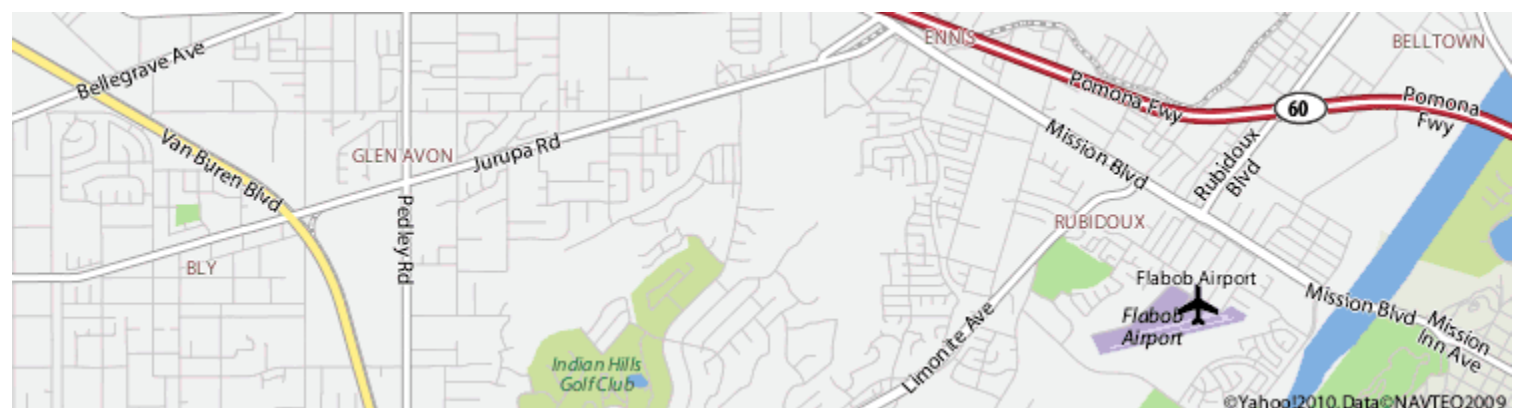 ENNIS
BELLTOWN
Bellegrave Ave
Pomona Fwy
60
Pomona
Fwy
Van Buren Blvd
GLEN AVON
Jurupa Rd
Mission Blvd
Rubidoux
Blvd
Pedley Rd
RUBIDOUX
BLY
Flabob Airport
Flabob
Airport
Mission Blvd
Mission
Inn Ave
Limonite Ave
Indian Hills
Golf Club
©Yahoo!2010,Data©NAVTEQ2009